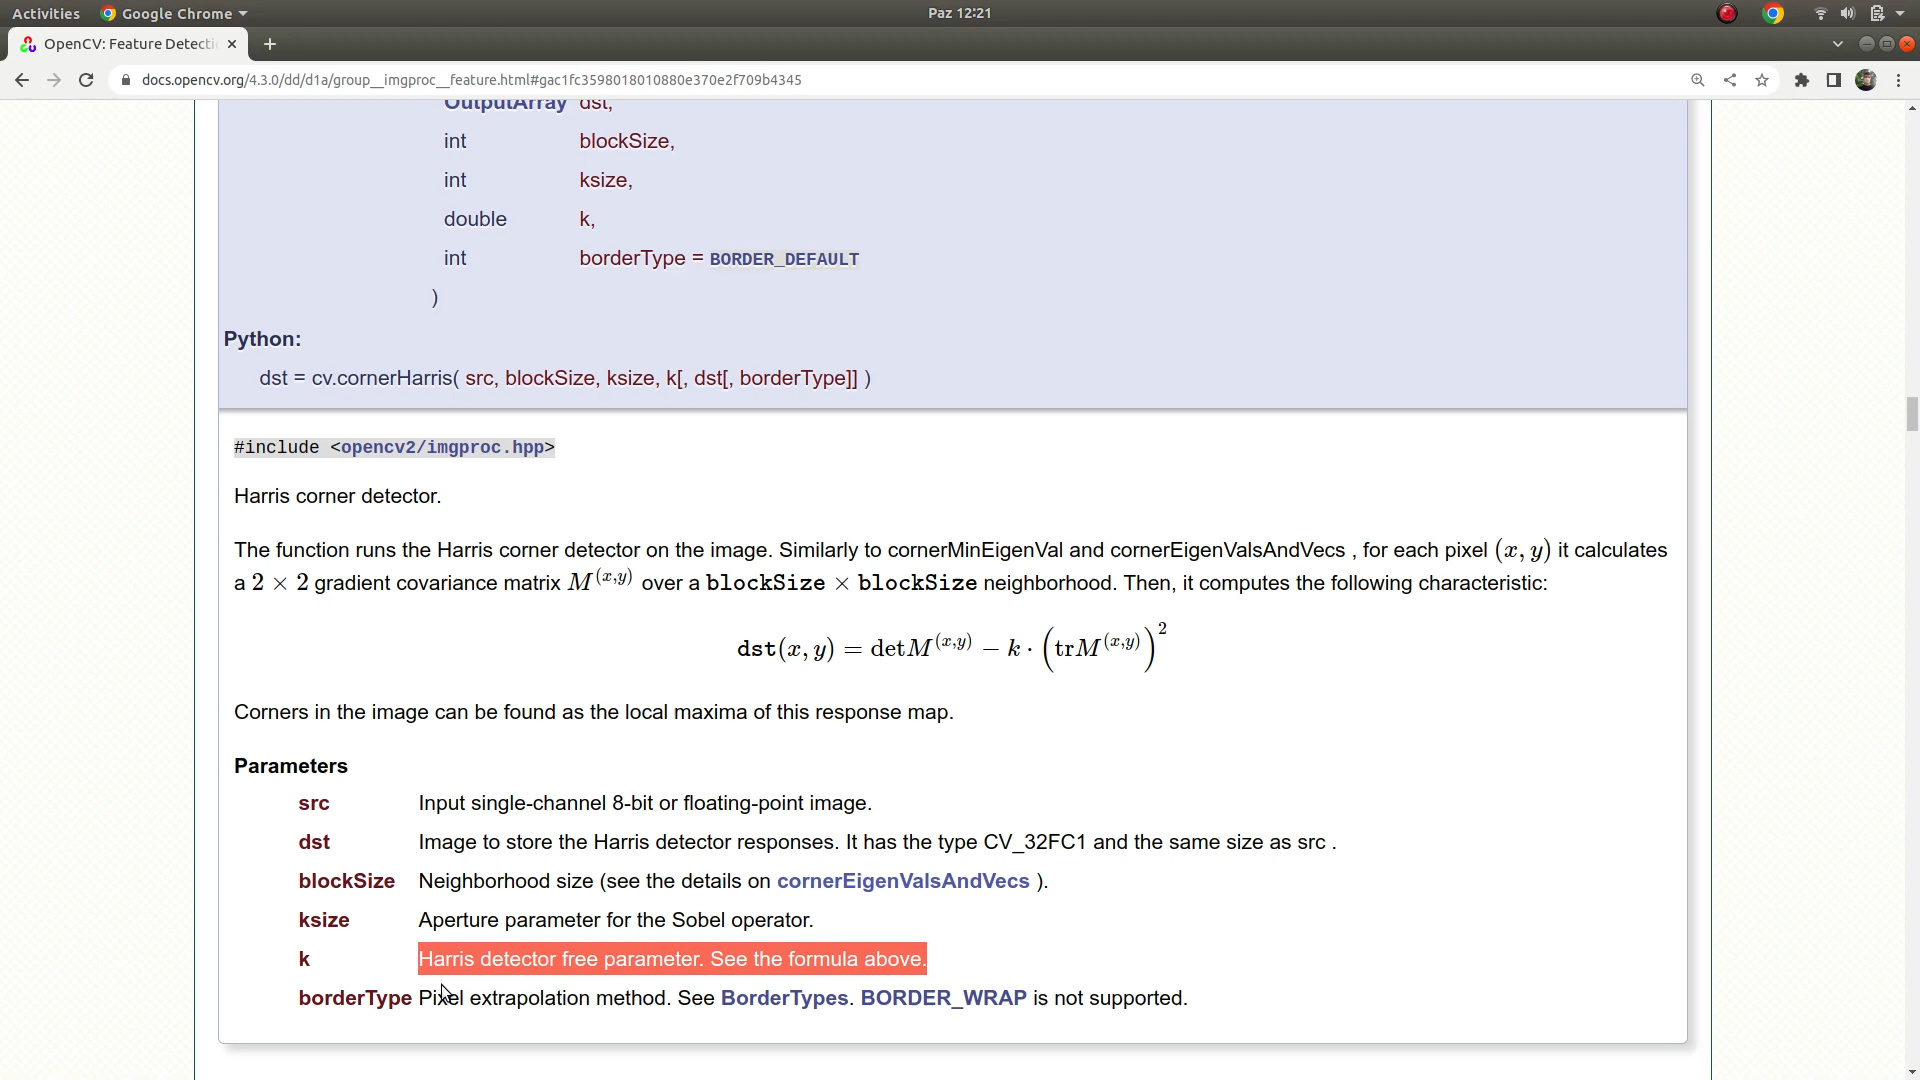 Activities Google Chrome Paz 12:21
OpenCV: Feature Detecti
docs.opencv.org/4.3.0/dd/d1a/group__imgproc__feature.html#gac1fc3598018010880e370e2f709b4345
OutputArray dst,
int blockSize,
int ksize,
double k,
int borderType = BORDER_DEFAULT
)
Python:
dst = cv.cornerHarris( src, blockSize, ksize, k[, dst[, borderType]] )
#include <opencv2/imgproc.hpp>
Harris corner detector.
The function runs the Harris corner detector on the image. Similarly to cornerMinEigenVal and cornerEigenValsAndVecs , for each pixel (x, y) it calculates
a 2 × 2 gradient covariance matrix M^(x,y) over a blockSize × blockSize neighborhood. Then, it computes the following characteristic:
dst(x, y) = detM^(x,y) − k · (trM^(x,y))^2
Corners in the image can be found as the local maxima of this response map.
Parameters
src Input single-channel 8-bit or floating-point image.
dst Image to store the Harris detector responses. It has the type CV_32FC1 and the same size as src .
blockSize Neighborhood size (see the details on cornerEigenValsAndVecs ).
ksize Aperture parameter for the Sobel operator.
k Harris detector free parameter. See the formula above.
borderType Pixel extrapolation method. See BorderTypes. BORDER_WRAP is not supported.